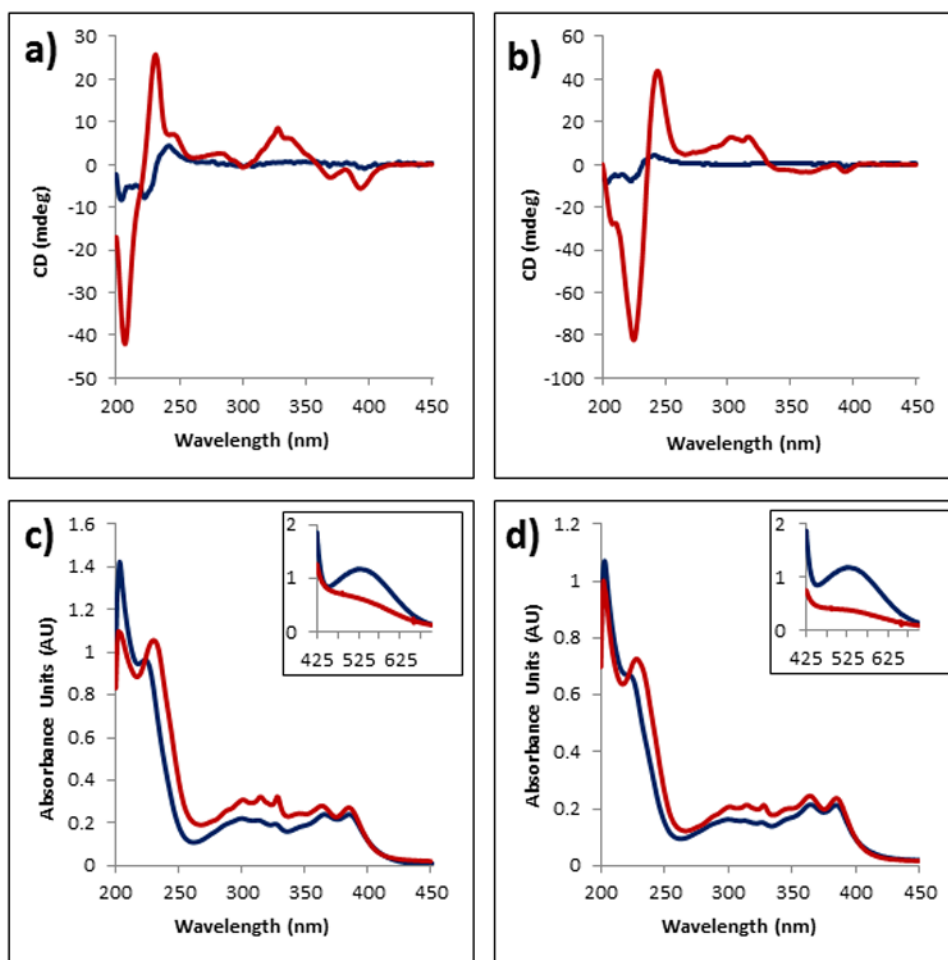 a)
30
20
10
0
-10
-20
-30
-40
-50
CD (mdeg)
200 250 300 350 400 450
Wavelength (nm)
b)
60
40
20
0
-20
-40
-60
-80
-100
CD (mdeg)
200 250 300 350 400 450
Wavelength (nm)
c)
1.6
1.4
1.2
1
0.8
0.6
0.4
0.2
0
Absorbance Units (AU)
200 250 300 350 400 450
Wavelength (nm)
2
1
0
425 525 625
d)
1.2
1
0.8
0.6
0.4
0.2
0
Absorbance Units (AU)
200 250 300 350 400 450
Wavelength (nm)
2
1
0
425 525 625